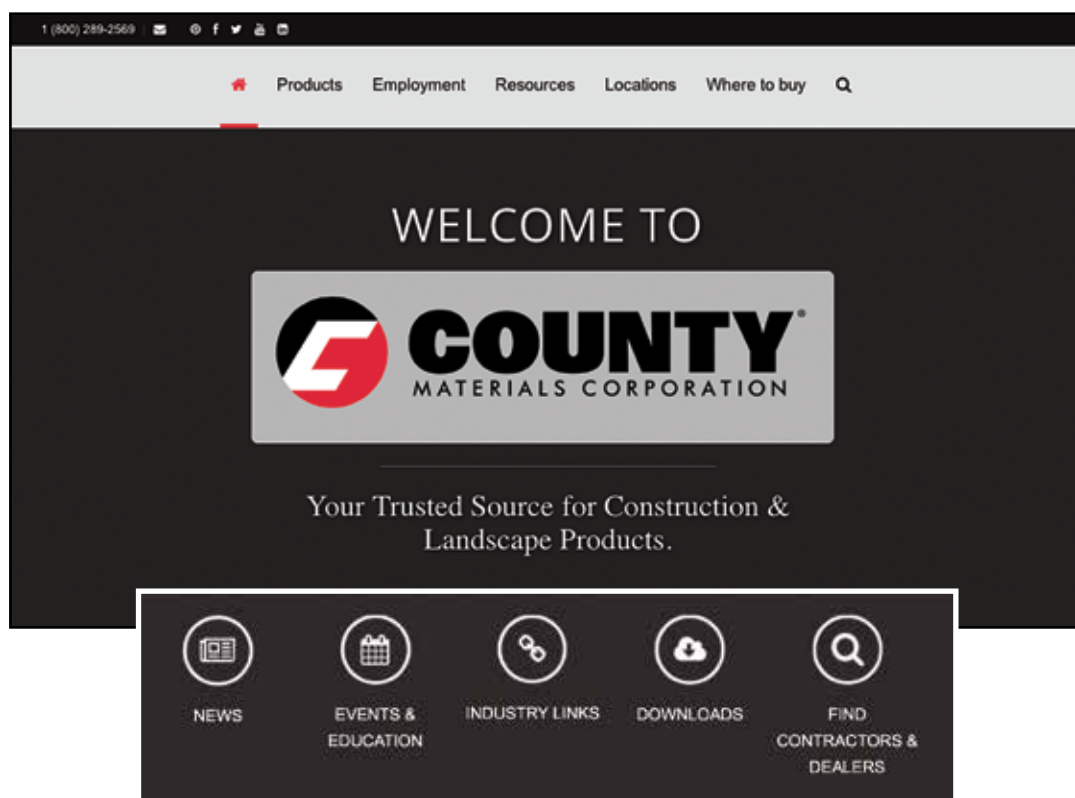 1 (800) 289-2569
Products Employment Resources Locations Where to buy
WELCOME TO
COUNTY®
MATERIALS CORPORATION
Your Trusted Source for Construction &
Landscape Products.
NEWS
EVENTS &
EDUCATION
INDUSTRY LINKS
DOWNLOADS
FIND
CONTRACTORS &
DEALERS